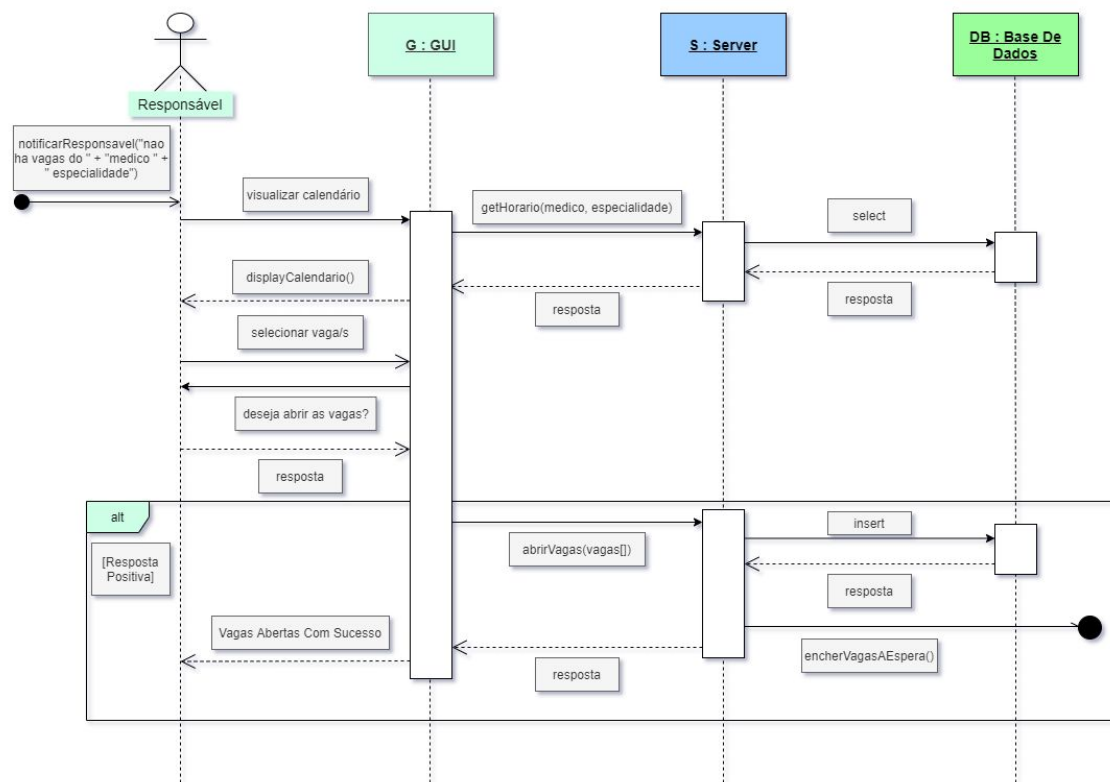 G : GUI
S : Server
DB : Base De
Dados
Responsável
notificarResponsavel("nao
ha vagas do " + "medico " +
" especialidade")
visualizar calendário
getHorario(medico, especialidade)
select
displayCalendario()
resposta
resposta
selecionar vaga/s
deseja abrir as vagas?
resposta
alt
[Resposta
Positiva]
abrirVagas(vagas[])
insert
resposta
Vagas Abertas Com Sucesso
resposta
encherVagasAEspera()